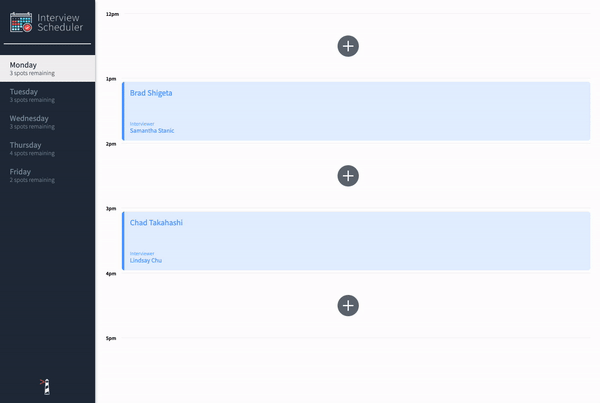 Interview
Scheduler
Monday
3 spots remaining
Tuesday
3 spots remaining
Wednesday
3 spots remaining
Thursday
4 spots remaining
Friday
2 spots remaining
12pm
1pm
Brad Shigeta
Interviewer
Samantha Stanic
2pm
3pm
Chad Takahashi
Interviewer
Lindsay Chu
4pm
5pm